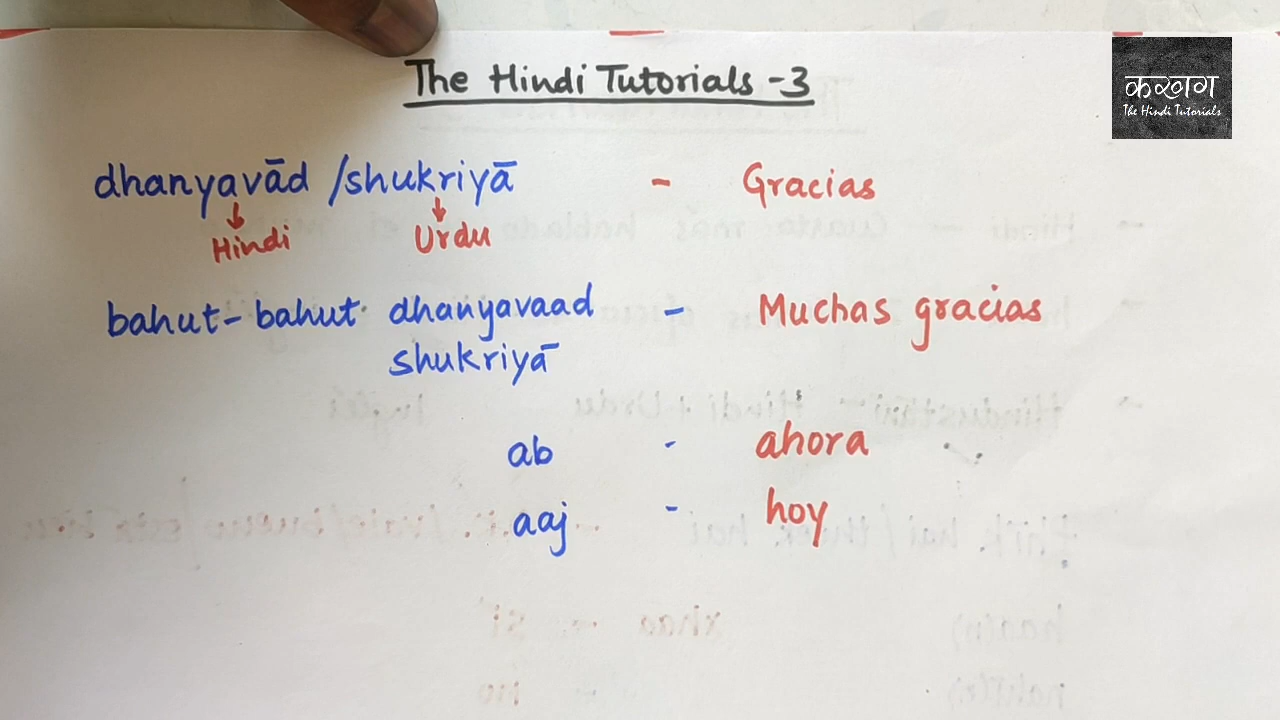 The Hindi Tutorials -3
कखग
The Hindi Tutorials
dhanyavād /shukriyā - Gracias
Hindi Urdu
bahut-bahut dhanyavaad - Muchas gracias
shukriyā
ab - ahora
aaj - hoy